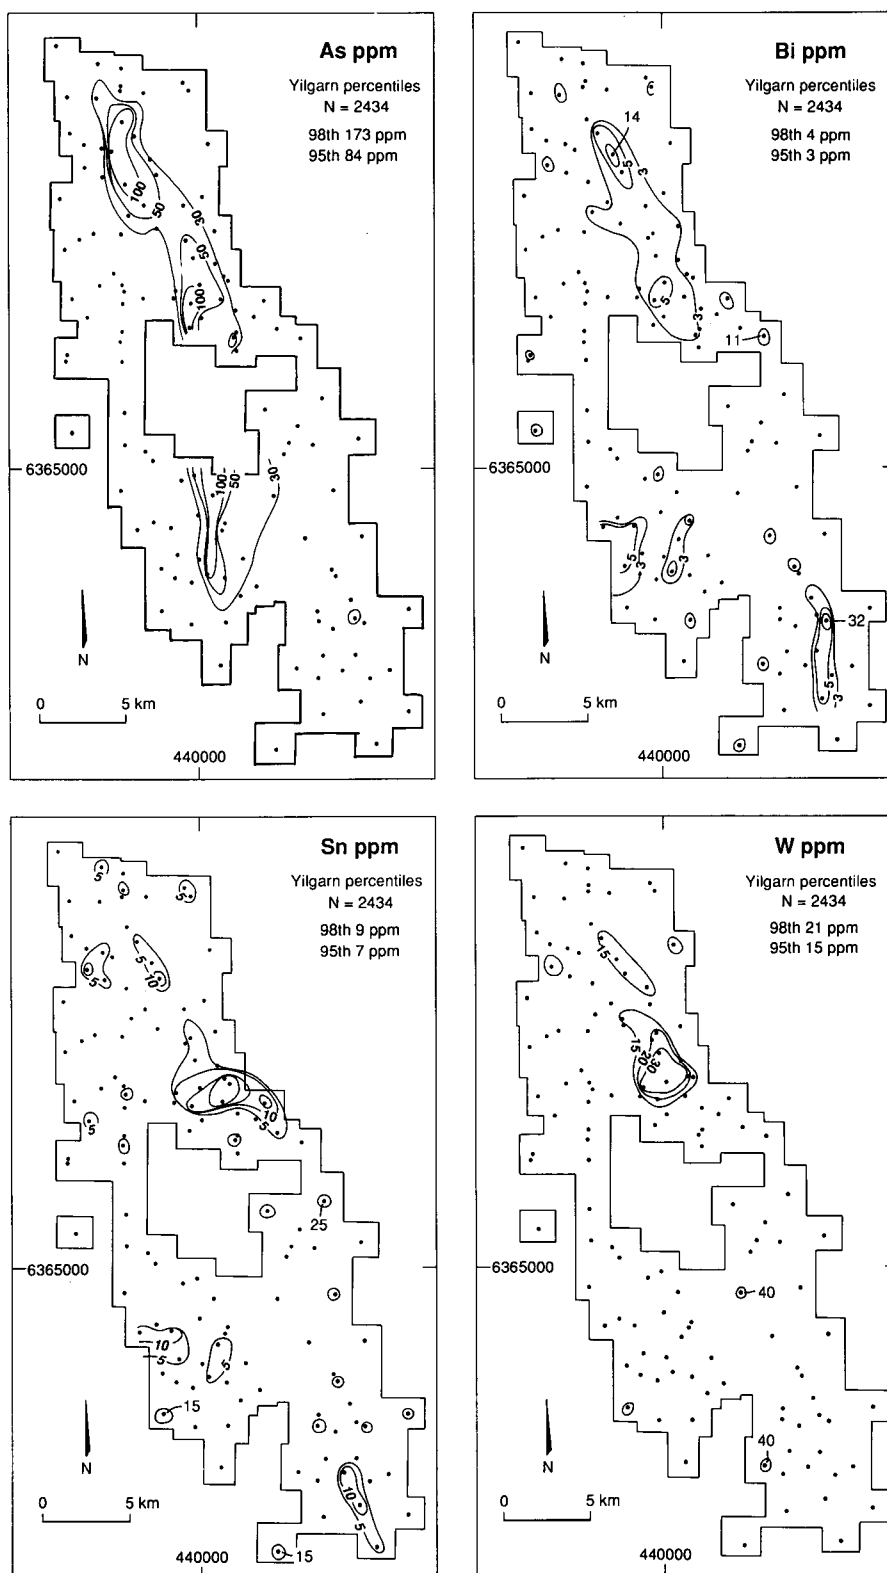 As ppm
Yilgarn percentiles
N = 2434
98th 173 ppm
95th 84 ppm
100
50
30
50
100
6365000
100
50
30
N
0 5 km
440000
Bi ppm
Yilgarn percentiles
N = 2434
98th 4 ppm
95th 3 ppm
14
5
3
5
3
11
6365000
5
3
3
32
5
3
N
0 5 km
440000
Sn ppm
Yilgarn percentiles
N = 2434
98th 9 ppm
95th 7 ppm
5
5
5
10
10
5
5
25
6365000
10
5
5
15
10
5
N
0 5 km
15
440000
W ppm
Yilgarn percentiles
N = 2434
98th 21 ppm
95th 15 ppm
15
15
20
30
6365000
40
40
N
0 5 km
440000